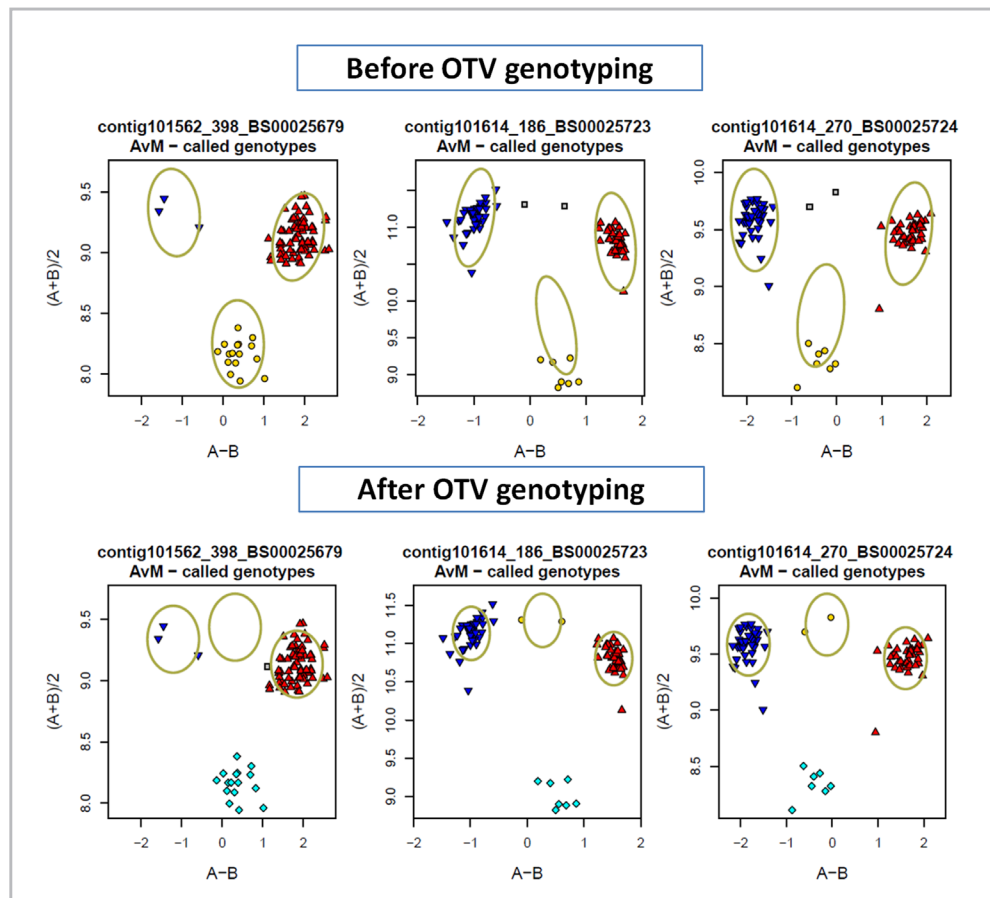 Before OTV genotyping
contig101562_398_BS00025679
AvM − called genotypes
contig101614_186_BS00025723
AvM − called genotypes
contig101614_270_BS00025724
AvM − called genotypes
(A+B)/2
9.5
9.0
8.5
8.0
−2 −1 0 1 2
A−B
(A+B)/2
11.0
10.0
9.5
9.0
−2 −1 0 1 2
A−B
(A+B)/2
10.0
9.5
9.0
8.5
−2 −1 0 1 2
A−B
After OTV genotyping
contig101562_398_BS00025679
AvM − called genotypes
contig101614_186_BS00025723
AvM − called genotypes
contig101614_270_BS00025724
AvM − called genotypes
(A+B)/2
9.5
9.0
8.5
8.0
−2 −1 0 1 2
A−B
(A+B)/2
11.5
11.0
10.5
10.0
9.5
9.0
−2 −1 0 1 2
A−B
(A+B)/2
10.0
9.5
9.0
8.5
−2 −1 0 1 2
A−B